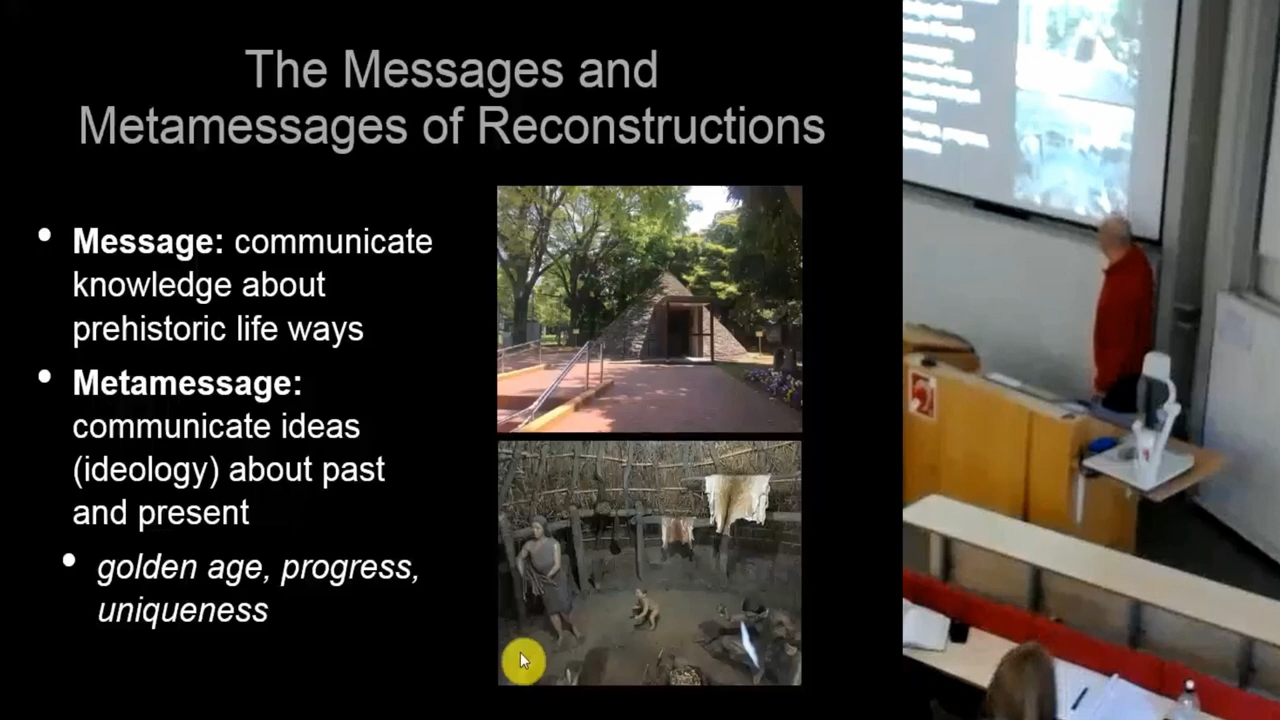 The Messages and
Metamessages of Reconstructions
• Message: communicate
knowledge about
prehistoric life ways
• Metamessage:
communicate ideas
(ideology) about past
and present
• golden age, progress,
uniqueness